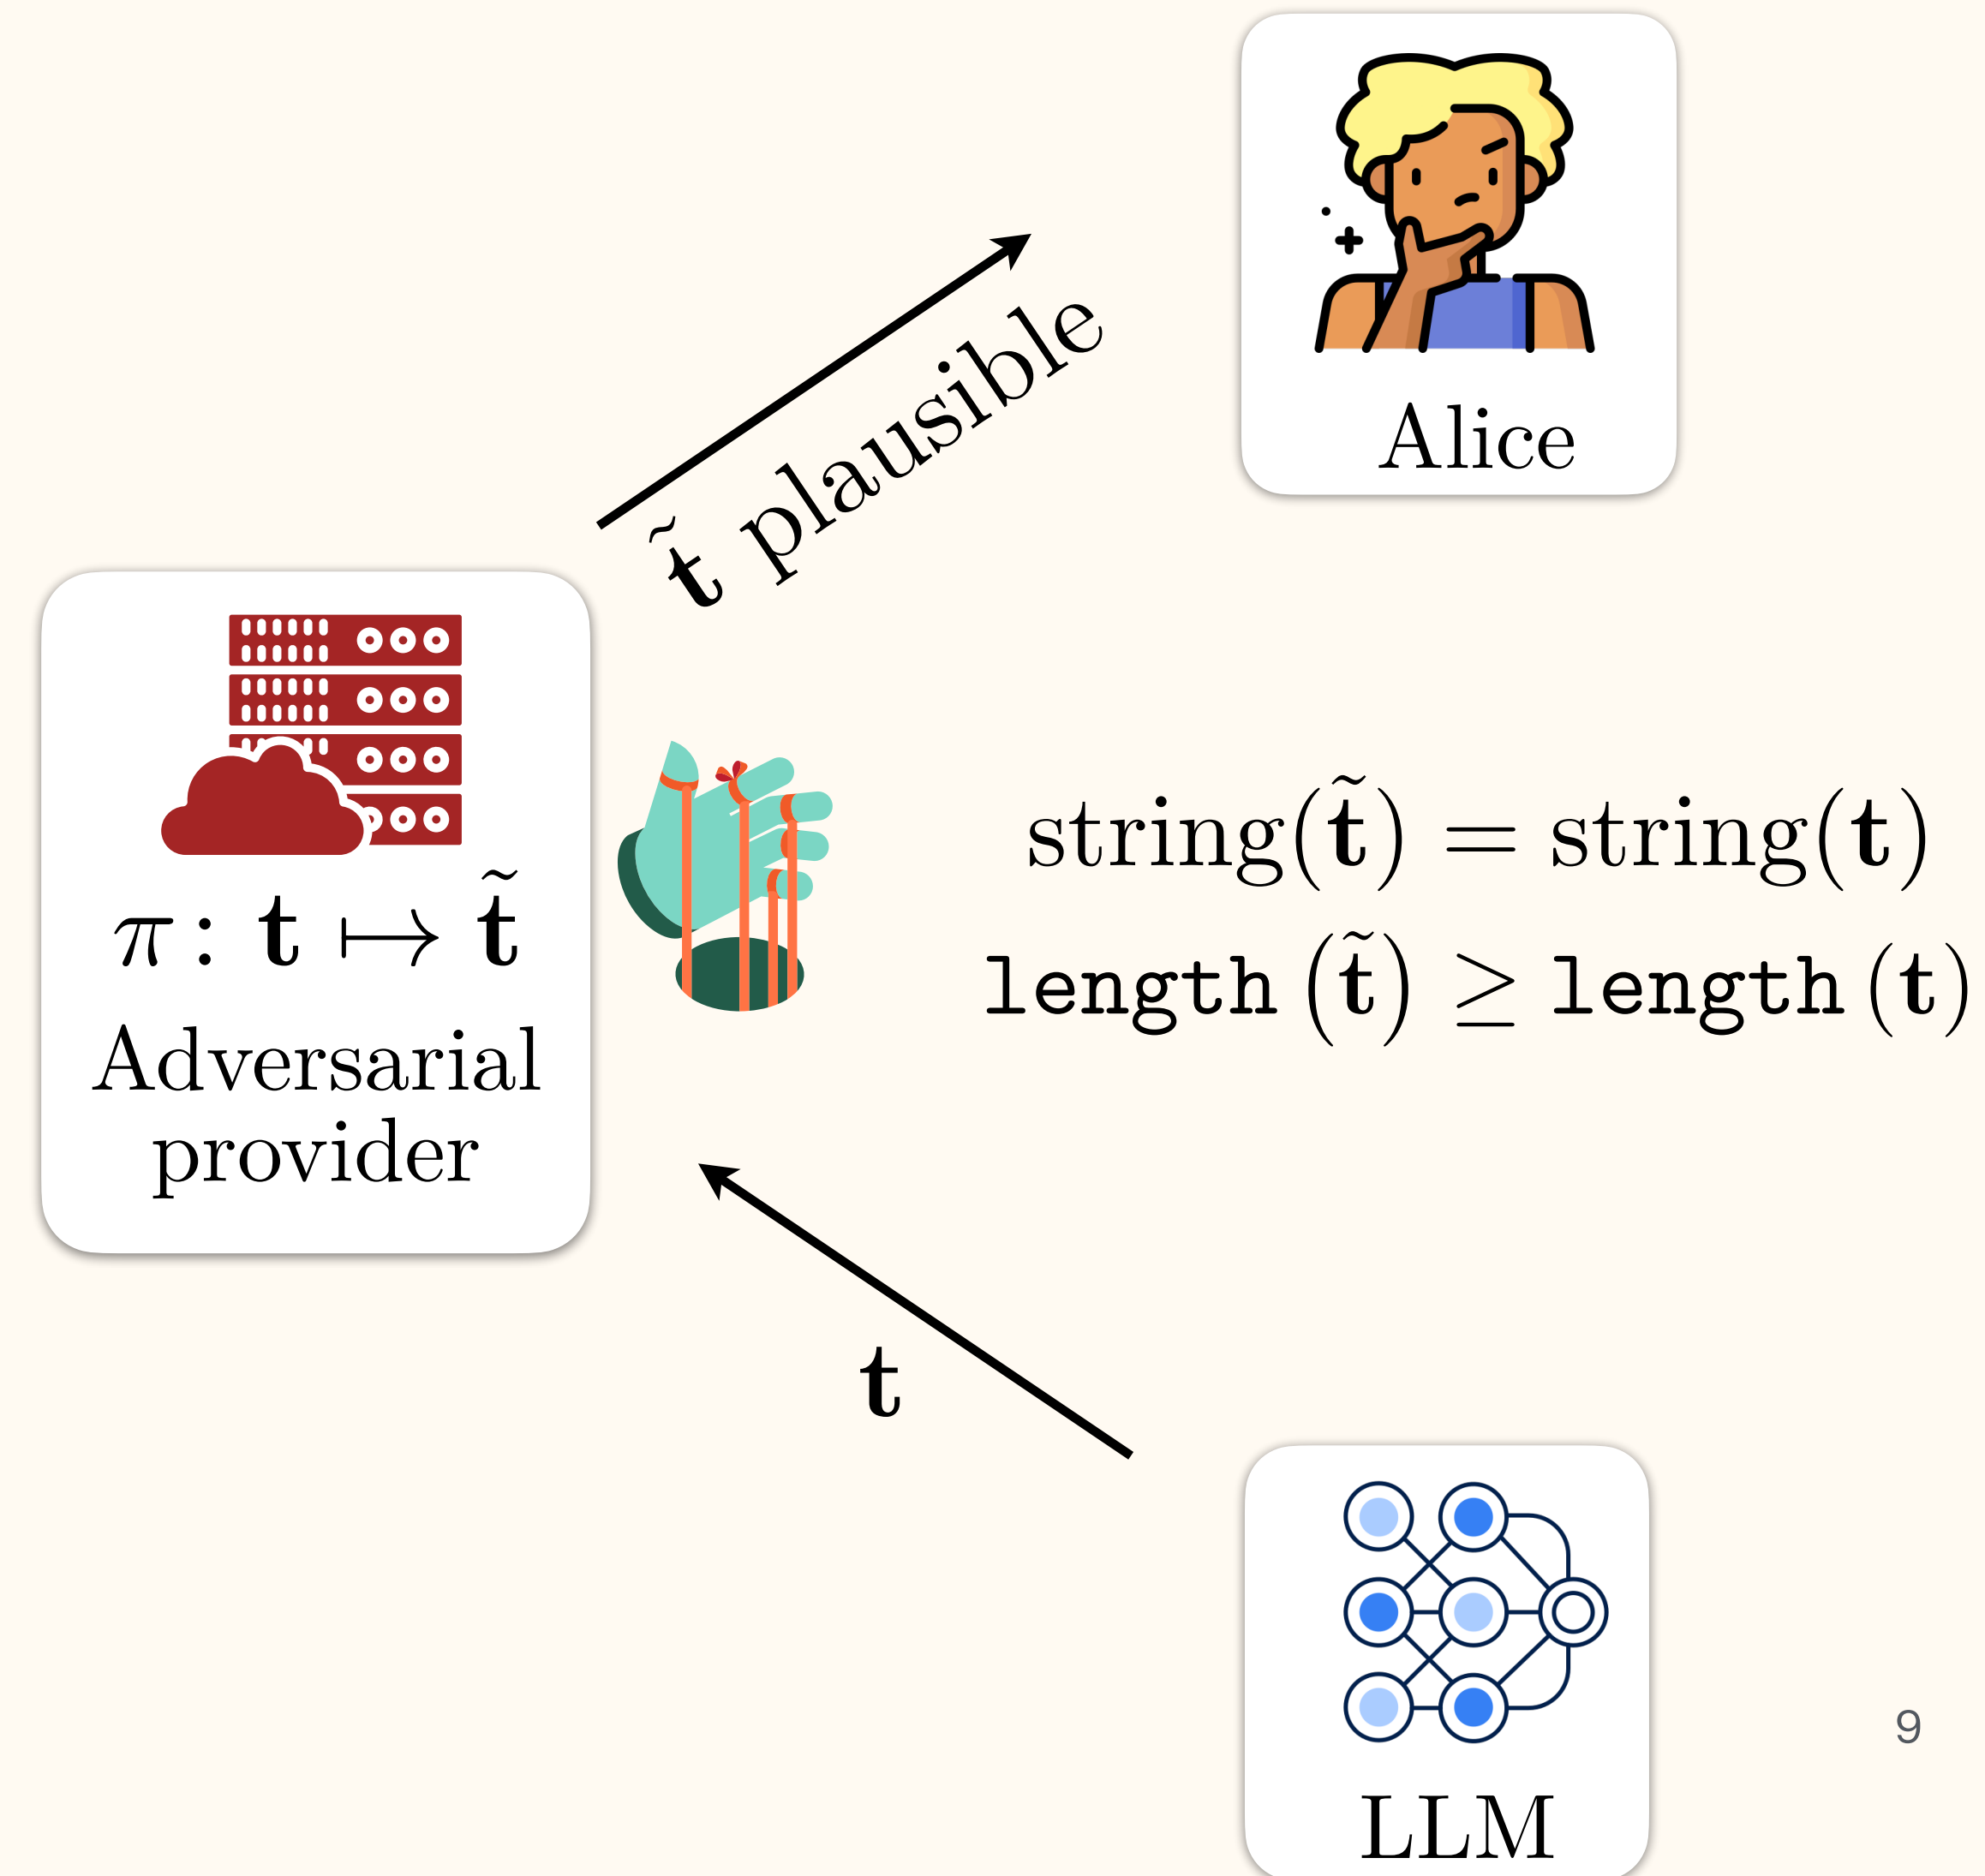 Alice
t̃ plausible
string(t̃) = string(t)
length (t̃) ≥ length (t)
π : t ↦ t̃
Adversarial
provider
t
LLM
9